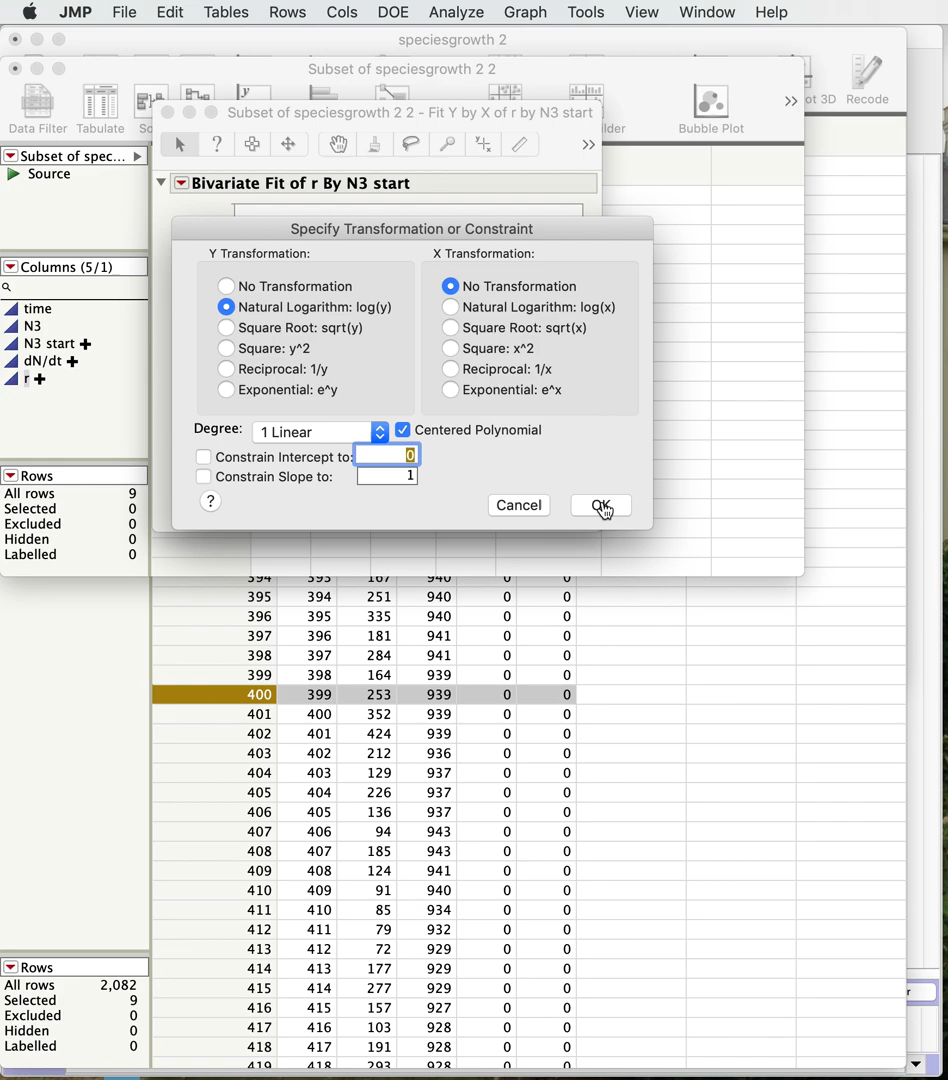 JMP File Edit Tables Rows Cols DOE Analyze Graph Tools View Window Help
speciesgrowth 2
Subset of speciesgrowth 2 2
Data Filter Tabulate Bubble Plot Recode
Subset of speciesgrowth 2 2 - Fit Y by X of r by N3 start
Subset of spec...
Source
Bivariate Fit of r By N3 start
Specify Transformation or Constraint
Y Transformation: X Transformation:
No Transformation No Transformation
Natural Logarithm: log(y) Natural Logarithm: log(x)
Square Root: sqrt(y) Square Root: sqrt(x)
Square: y^2 Square: x^2
Reciprocal: 1/y Reciprocal: 1/x
Exponential: e^y Exponential: e^x
Degree: 1 Linear Centered Polynomial
Constrain Intercept to: 0
Constrain Slope to: 1
? Cancel OK
Columns (5/1)
time
N3
N3 start
dN/dt
r
Rows
All rows 9
Selected 0
Excluded 0
Hidden 0
Labelled 0
394 393 167 940 0 0
395 394 251 940 0 0
396 395 335 940 0 0
397 396 181 941 0 0
398 397 284 941 0 0
399 398 164 939 0 0
400 399 253 939 0 0
401 400 352 939 0 0
402 401 424 939 0 0
403 402 212 936 0 0
404 403 129 937 0 0
405 404 226 937 0 0
406 405 136 937 0 0
407 406 94 943 0 0
408 407 185 943 0 0
409 408 124 941 0 0
410 409 91 940 0 0
411 410 85 934 0 0
412 411 79 932 0 0
413 412 72 929 0 0
414 413 177 929 0 0
415 414 277 929 0 0
416 415 157 927 0 0
417 416 103 928 0 0
418 417 191 928 0 0
419 418 293 928 0 0
Rows
All rows 2,082
Selected 9
Excluded 0
Hidden 0
Labelled 0